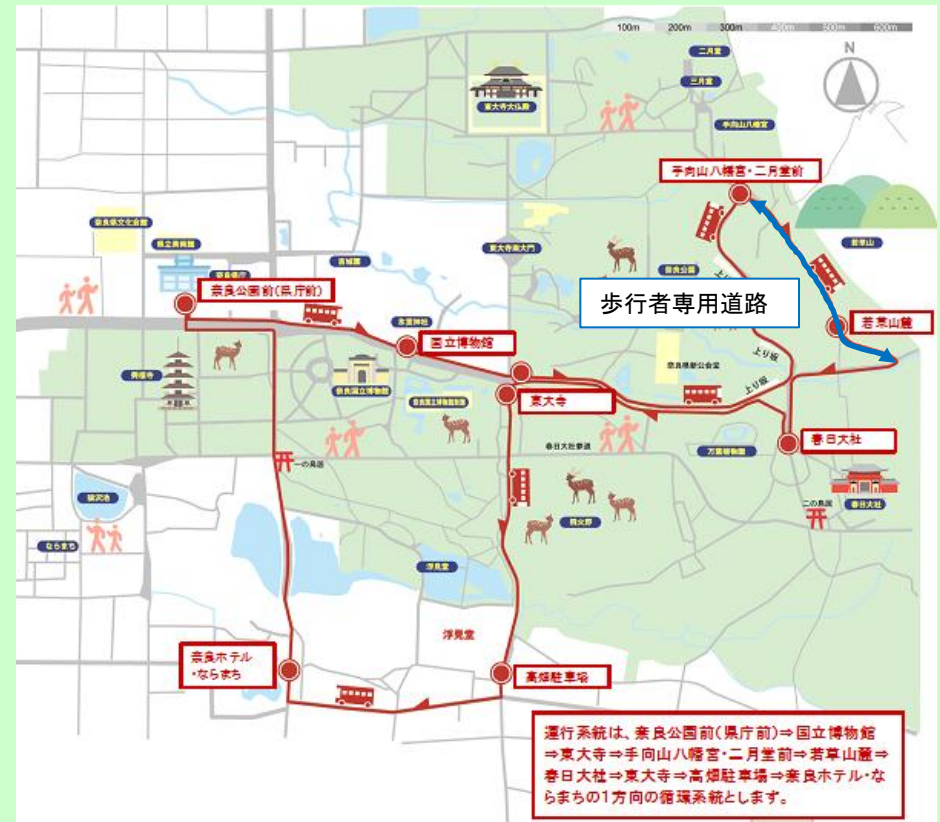 100m 200m 300m 400m 500m 600m
N
二月堂
三月堂
東大寺大仏殿
手向山八幡宮
手向山八幡宮・二月堂前
奈良県文化会館
県立美術館
奈良県庁
吉城園
東大寺南大門
奈良公園
若草山
奈良公園前(県庁前)
歩行者専用道路
氷室神社
国立博物館
若草山麓
上り坂
上り坂
興福寺
奈良国立博物館
奈良県新公会堂
東大寺
春日大社参道
万葉植物園
春日大社
一の鳥居
猿沢池
二の鳥居
春日大社
飛火野
ならまち
浮見堂
浮見堂
奈良ホテル
・ならまち
高畑駐車場
運行系統は、奈良公園前(県庁前)⇒国立博物館
⇒東大寺⇒手向山八幡宮・二月堂前⇒若草山麓⇒
春日大社⇒東大寺⇒高畑駐車場⇒奈良ホテル・な
らまちの1方向の循環系統とします。